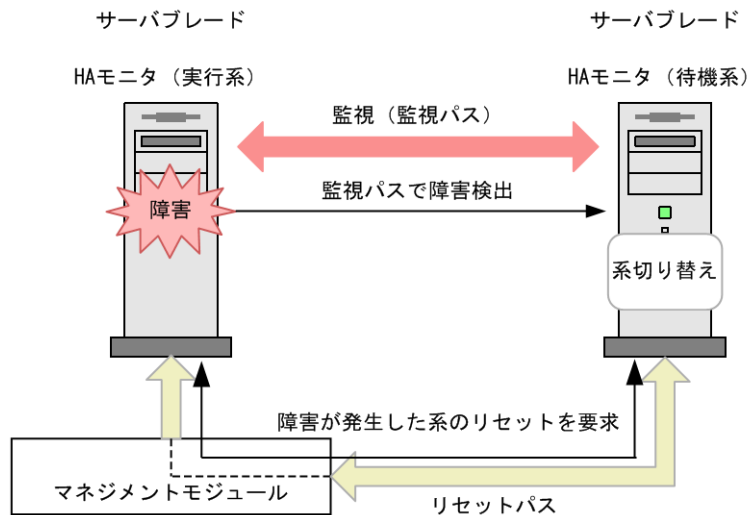 サーバブレード
サーバブレード
HAモニタ（実行系）
HAモニタ（待機系）
監視（監視パス）
監視パスで障害検出
障害
系切り替え
障害が発生した系のリセットを要求
マネジメントモジュール
リセットパス